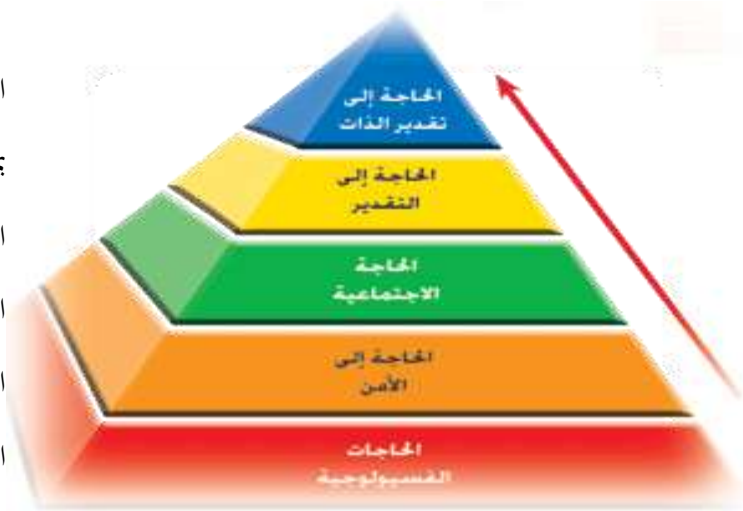 الحاجة إلى
تقدير الذات
الحاجة إلى
التقدير
الحاجة
الاجتماعية
الحاجة إلى
الأمن
الحاجات
الفسيولوجية